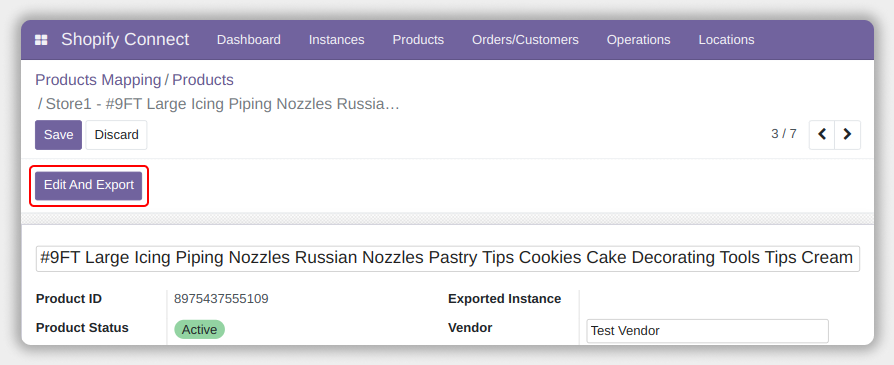 Shopify Connect Dashboard Instances Products Orders/Customers Operations Locations
Products Mapping / Products
/ Store1 - #9FT Large Icing Piping Nozzles Russia…
Save Discard 3 / 7
Edit And Export
#9FT Large Icing Piping Nozzles Russian Nozzles Pastry Tips Cookies Cake Decorating Tools Tips Cream
Product ID 8975437555109 Exported Instance
Product Status Active Vendor Test Vendor